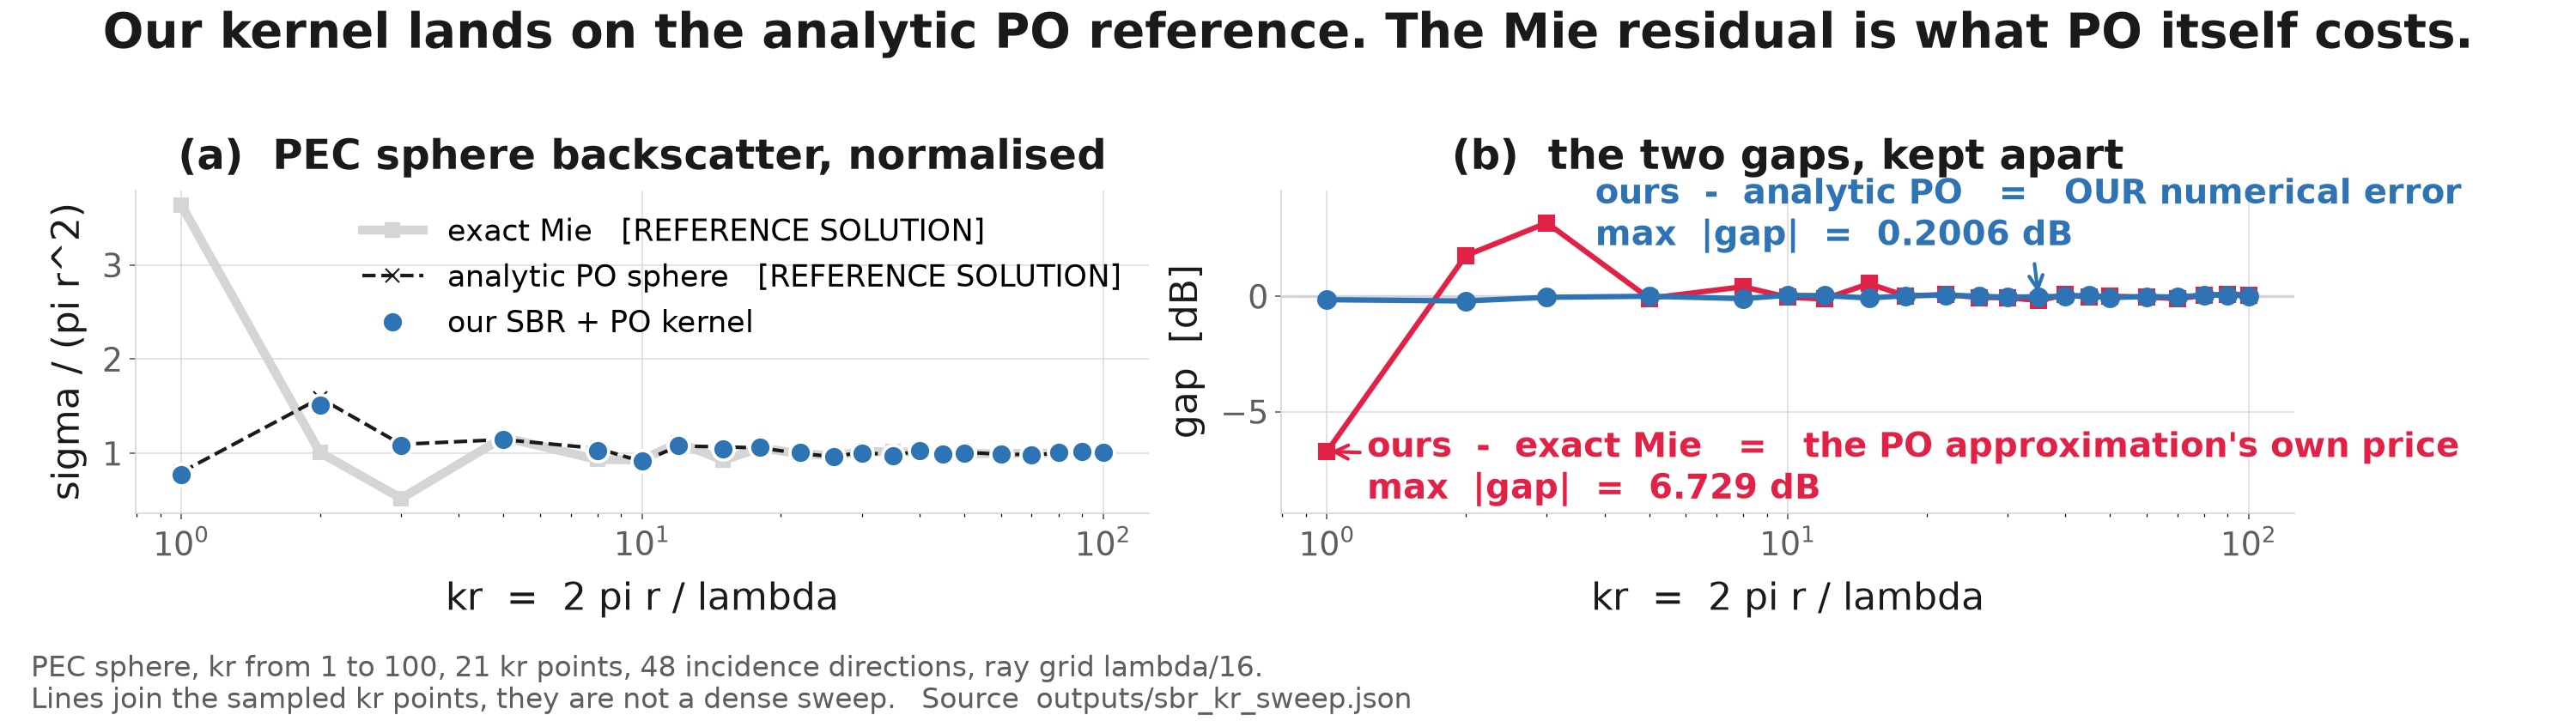 Our kernel lands on the analytic PO reference. The Mie residual is what PO itself costs.
(a)  PEC sphere backscatter, normalised
sigma / (pi r^2)
3
2
1
exact Mie   [REFERENCE SOLUTION]
analytic PO sphere   [REFERENCE SOLUTION]
our SBR + PO kernel
10^0
10^1
10^2
kr  =  2 pi r / lambda
(b)  the two gaps, kept apart
gap  [dB]
0
−5
ours  -  analytic PO   =   OUR numerical error
max  |gap|  =  0.2006 dB
ours  -  exact Mie   =   the PO approximation's own price
max  |gap|  =  6.729 dB
10^0
10^1
10^2
kr  =  2 pi r / lambda
PEC sphere, kr from 1 to 100, 21 kr points, 48 incidence directions, ray grid lambda/16.
Lines join the sampled kr points, they are not a dense sweep.   Source  outputs/sbr_kr_sweep.json